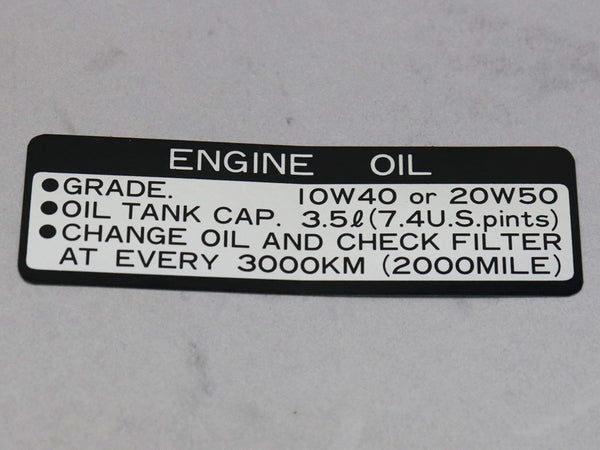 ENGINE OIL
●GRADE. 10W40 or 20W50
●OIL TANK CAP. 3.5ℓ(7.4U.S.pints)
●CHANGE OIL AND CHECK FILTER
AT EVERY 3000KM (2000MILE)